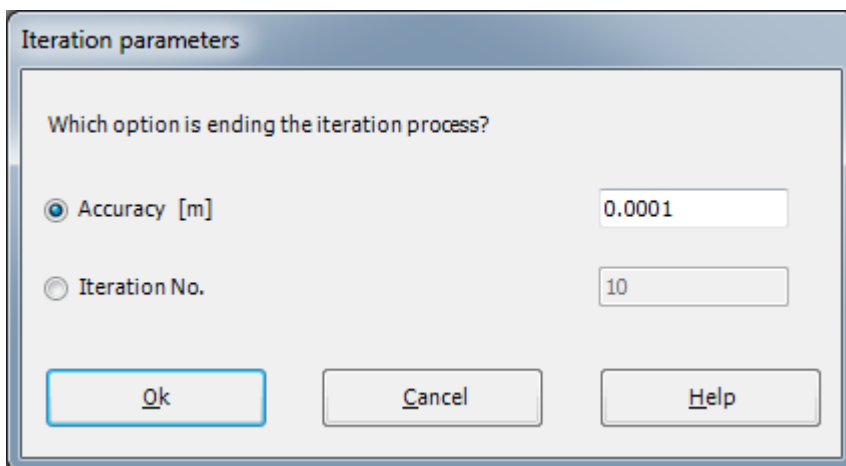 Iteration parameters
Which option is ending the iteration process?
Accuracy [m] 0.0001
Iteration No. 10
Ok Cancel Help